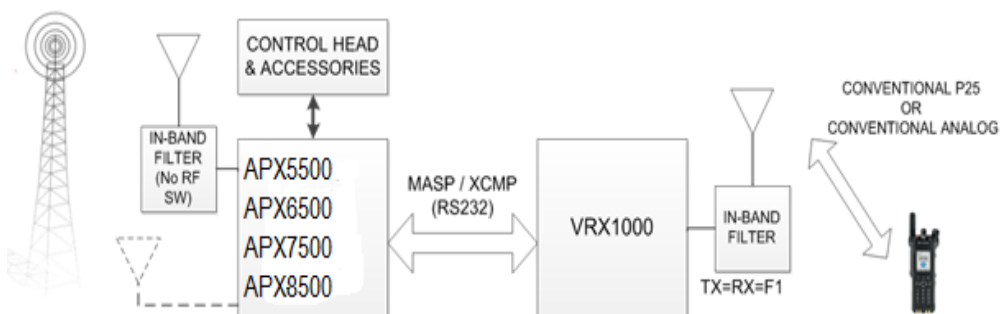 CONTROL HEAD
& ACCESSORIES
IN-BAND
FILTER
(No RF
SW)
APX5500
APX6500
APX7500
APX8500
MASP / XCMP
(RS232)
VRX1000
IN-BAND
FILTER
TX=RX=F1
CONVENTIONAL P25
OR
CONVENTIONAL ANALOG